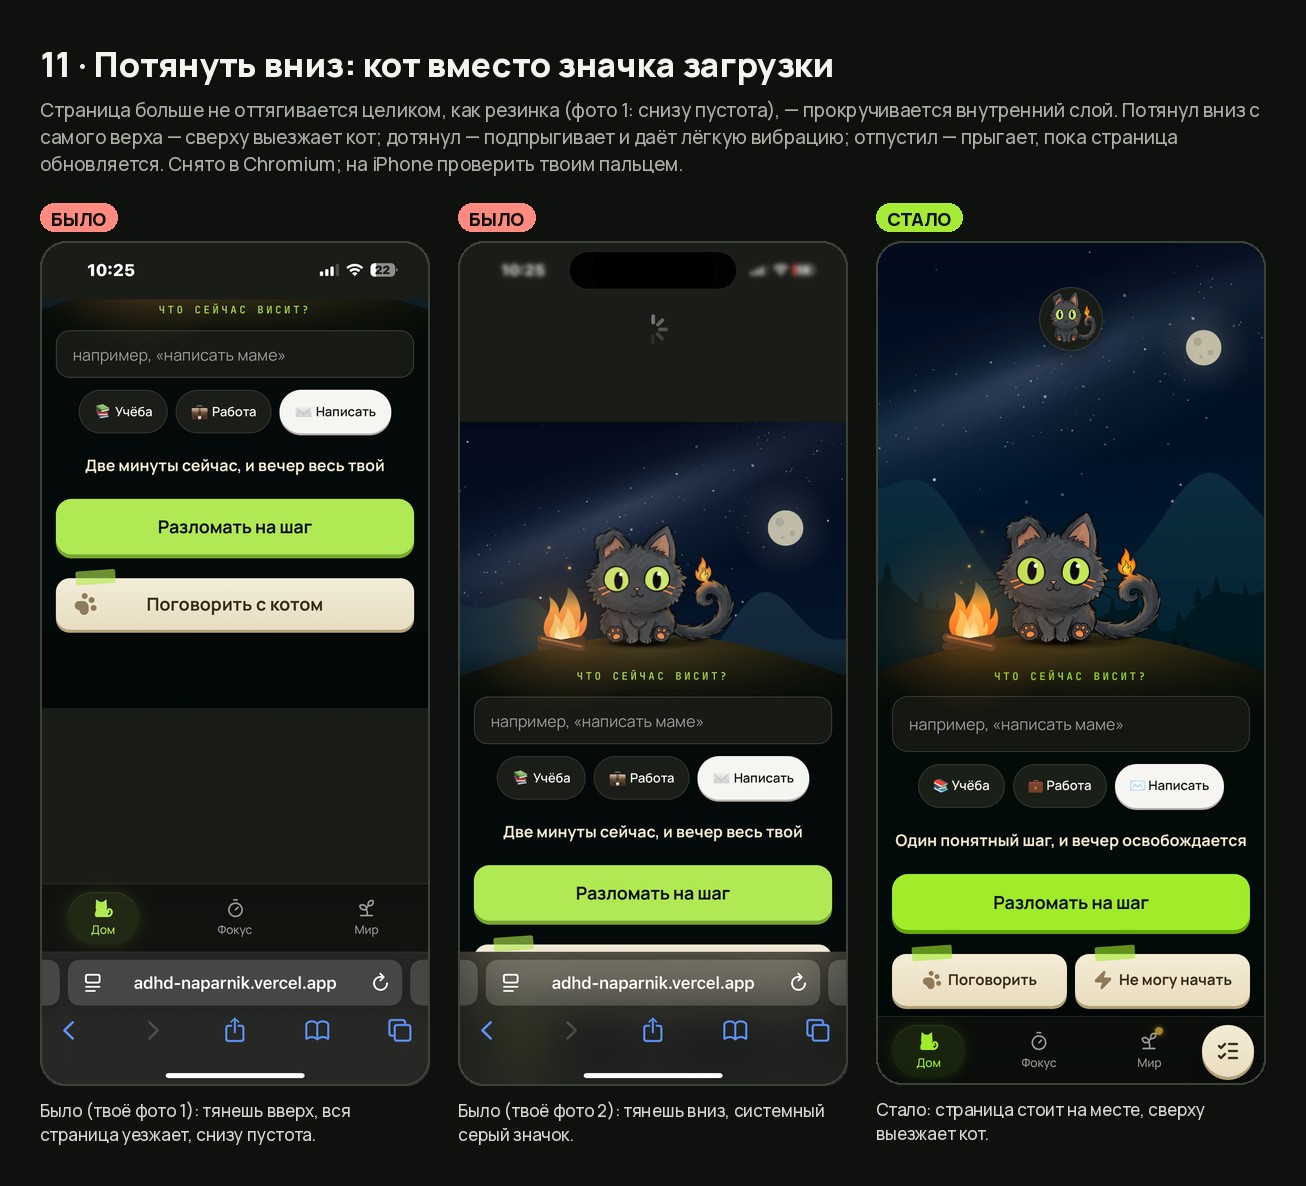 11 · Потянуть вниз: кот вместо значка загрузки
Страница больше не оттягивается целиком, как резинка (фото 1: снизу пустота), — прокручивается внутренний слой. Потянул вниз с
самого верха — сверху выезжает кот; дотянул — подпрыгивает и даёт лёгкую вибрацию; отпустил — прыгает, пока страница
обновляется. Снято в Chromium; на iPhone проверить твоим пальцем.
БЫЛО
10:25
22
ЧТО СЕЙЧАС ВИСИТ?
например, «написать маме»
Учёба
Работа
Написать
Две минуты сейчас, и вечер весь твой
Разломать на шаг
Поговорить с котом
Дом
Фокус
Мир
adhd-naparnik.vercel.app
Было (твоё фото 1): тянешь вверх, вся
страница уезжает, снизу пустота.
БЫЛО
10:25
ЧТО СЕЙЧАС ВИСИТ?
например, «написать маме»
Учёба
Работа
Написать
Две минуты сейчас, и вечер весь твой
Разломать на шаг
adhd-naparnik.vercel.app
Было (твоё фото 2): тянешь вниз, системный
серый значок.
СТАЛО
ЧТО СЕЙЧАС ВИСИТ?
например, «написать маме»
Учёба
Работа
Написать
Один понятный шаг, и вечер освобождается
Разломать на шаг
Поговорить
Не могу начать
Дом
Фокус
Мир
Стало: страница стоит на месте, сверху
выезжает кот.